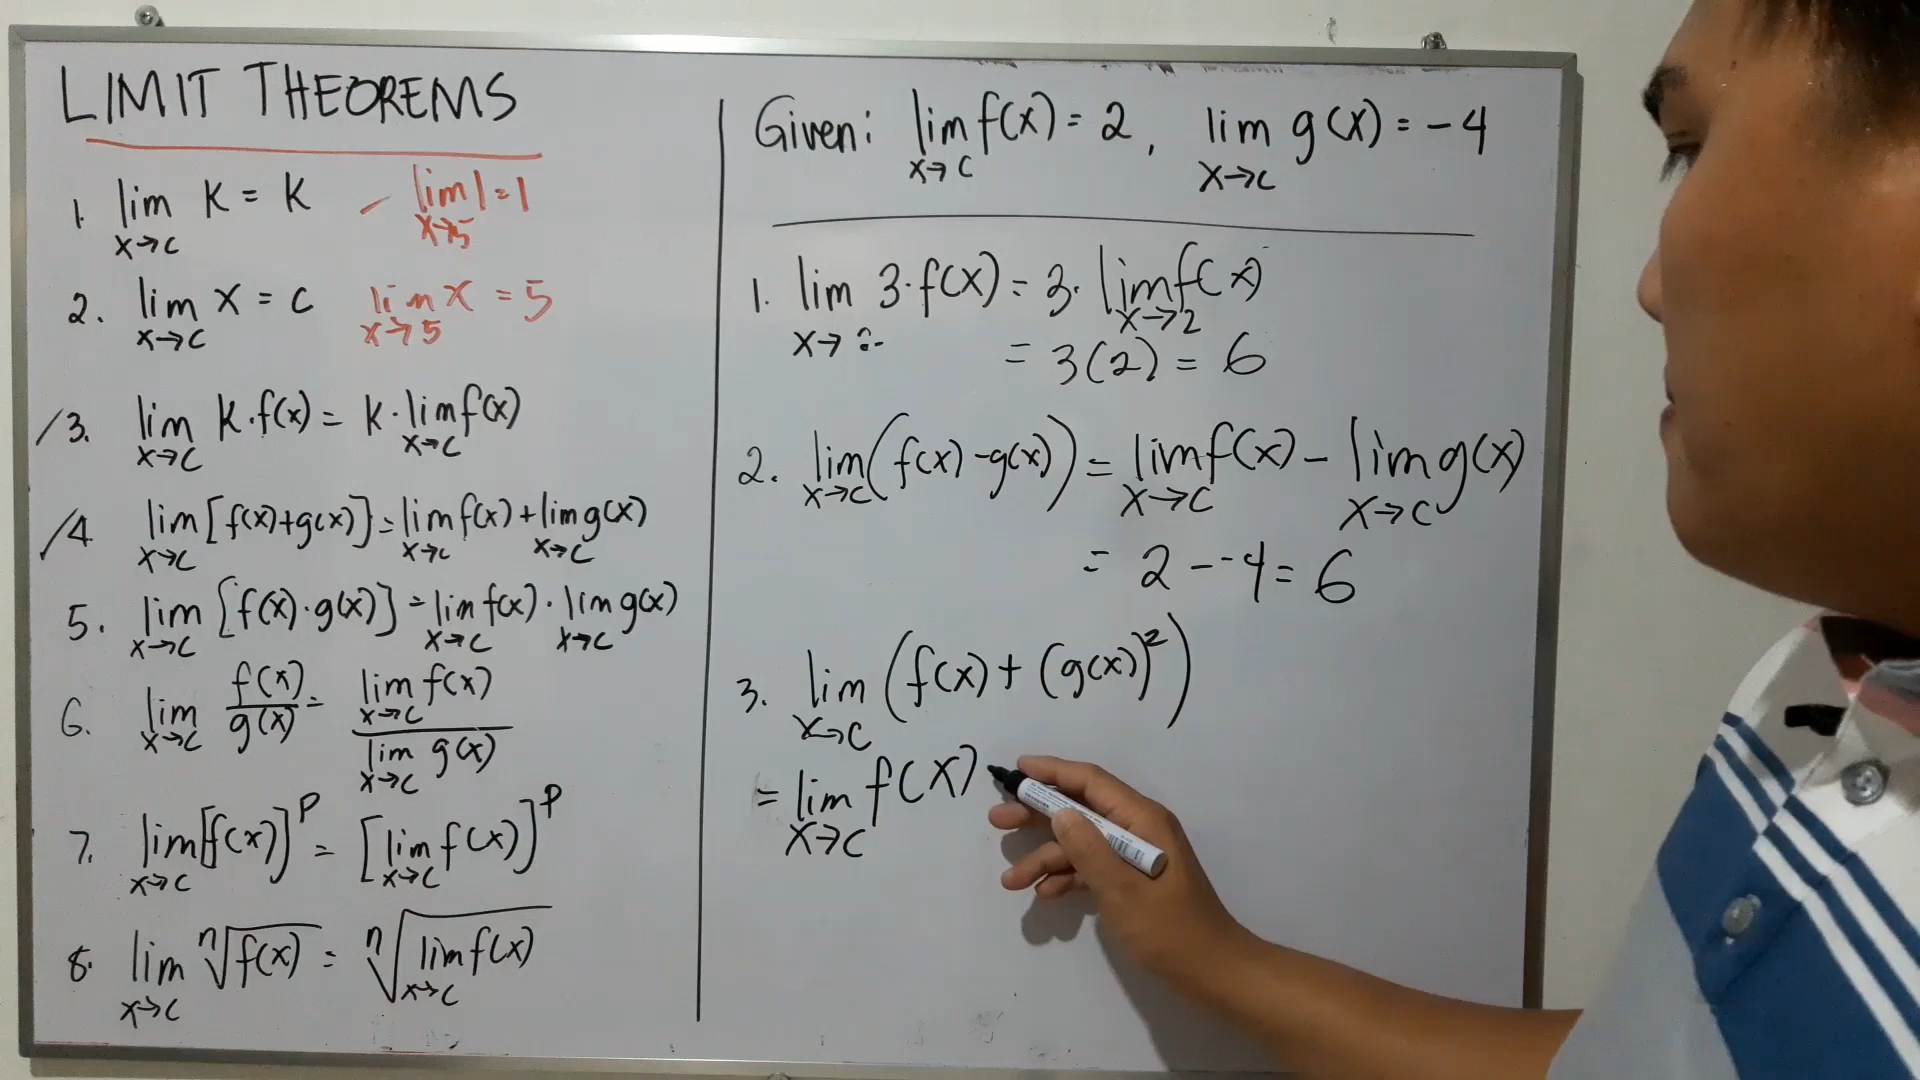 LIMIT THEOREMS
1. lim K = K - lim 1 = 1
x→c x→5
2. lim x = c lim x = 5
x→c x→5
/3. lim K·f(x) = K·lim f(x)
x→c x→c
/4. lim [f(x)+g(x)] = lim f(x) + lim g(x)
x→c x→c x→c
5. lim [f(x)·g(x)] = lim f(x) · lim g(x)
x→c x→c x→c
6. lim f(x)/g(x) = lim f(x) / lim g(x)
x→c x→c x→c
7. lim [f(x)]^P = [lim f(x)]^P
x→c x→c
8. lim ⁿ√f(x) = ⁿ√lim f(x)
x→c x→c
Given: lim f(x) = 2, lim g(x) = -4
x→c x→c
1. lim 3·f(x) = 3·lim f(x)
x→ x→2
= 3(2) = 6
2. lim (f(x) - g(x)) = lim f(x) - lim g(x)
x→c x→c x→c
= 2 - -4 = 6
3. lim (f(x) + (g(x))²)
x→c
= lim f(x)
x→c